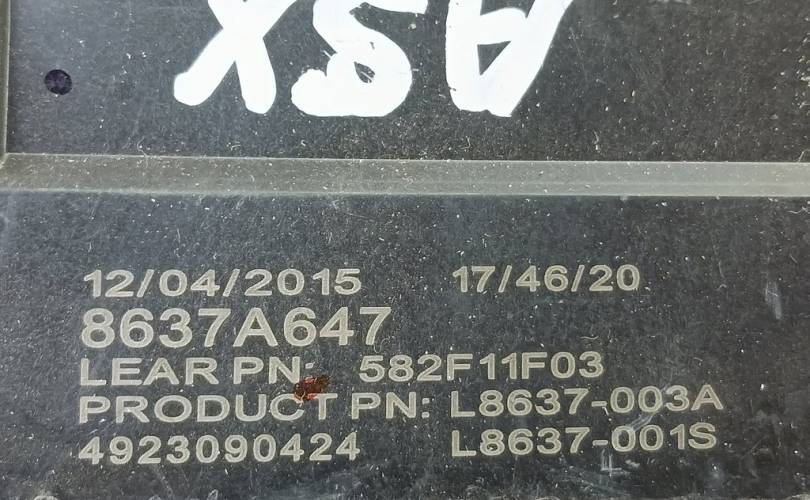 ASX
12/04/2015 17/46/20
8637A647
LEAR PN: 582F11F03
PRODUCT PN: L8637-003A
4923090424 L8637-001S